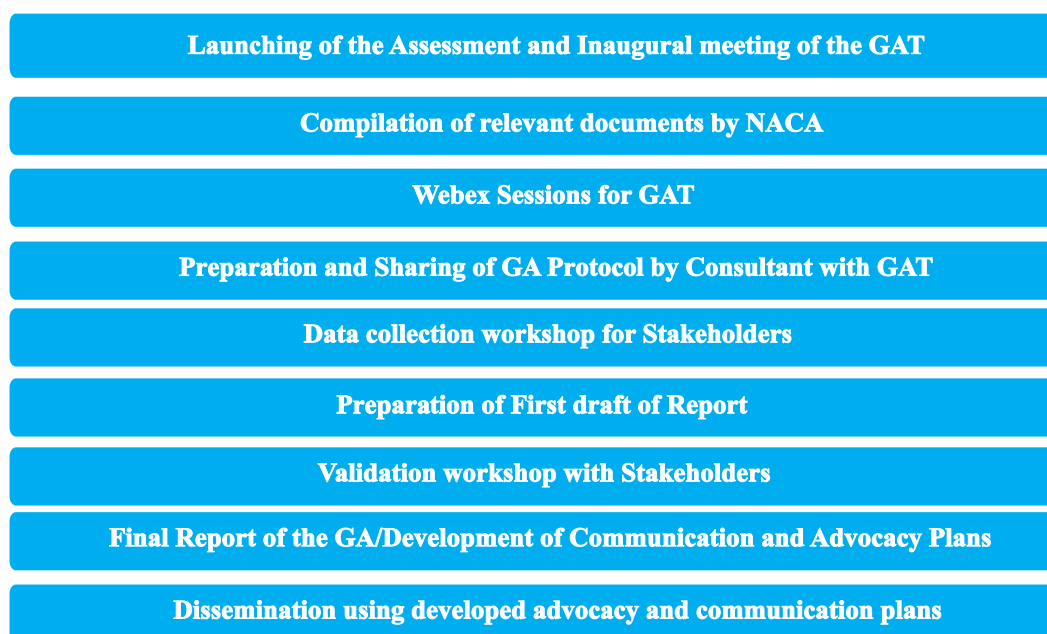 Launching of the Assessment and Inaugural meeting of the GAT
Compilation of relevant documents by NACA
Webex Sessions for GAT
Preparation and Sharing of GA Protocol by Consultant with GAT
Data collection workshop for Stakeholders
Preparation of First draft of Report
Validation workshop with Stakeholders
Final Report of the GA/Development of Communication and Advocacy Plans
Dissemination using developed advocacy and communication plans